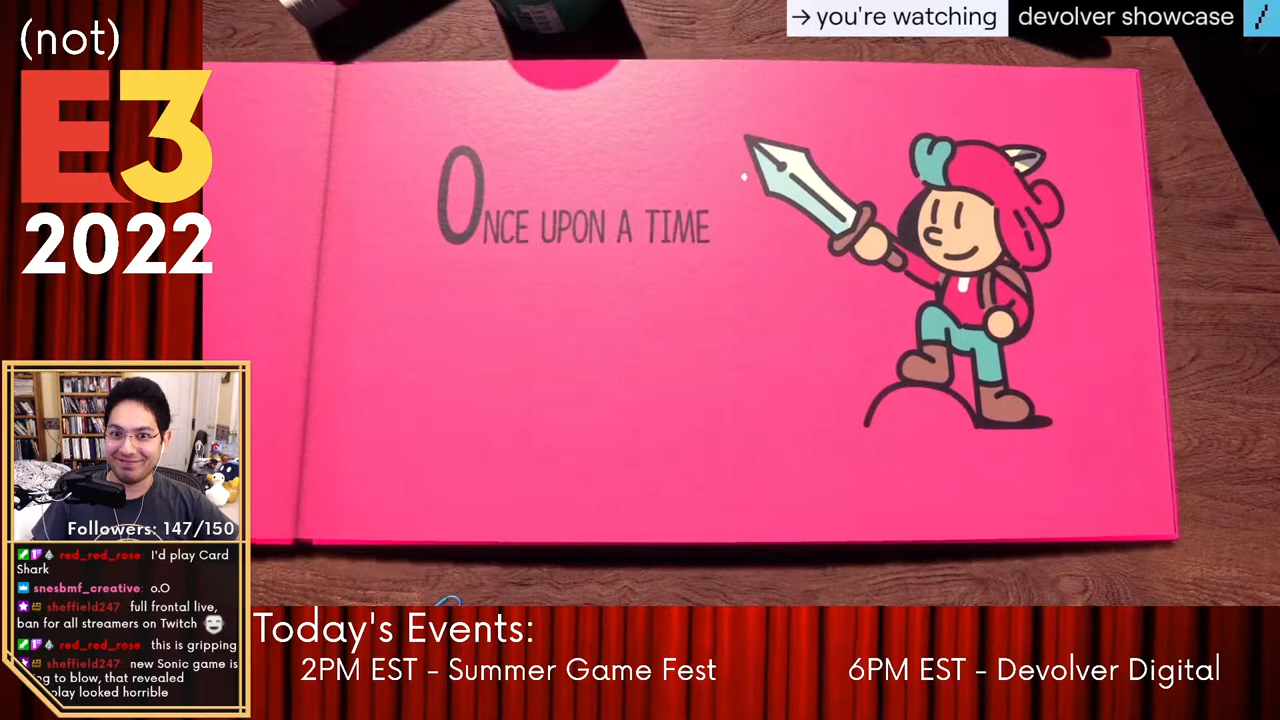 (not)
E3
2022
→ you're watching devolver showcase /
ONCE UPON A TIME
Followers: 147/150
red_red_rose: I'd play Card
Shark
snesbmf_creative: o.O
sheffield247: full frontal live,
ban for all streamers on Twitch
red_red_rose: this is gripping
sheffield247: new Sonic game is
to blow, that revealed
looked horrible
Today's Events:
2PM EST - Summer Game Fest
6PM EST - Devolver Digital